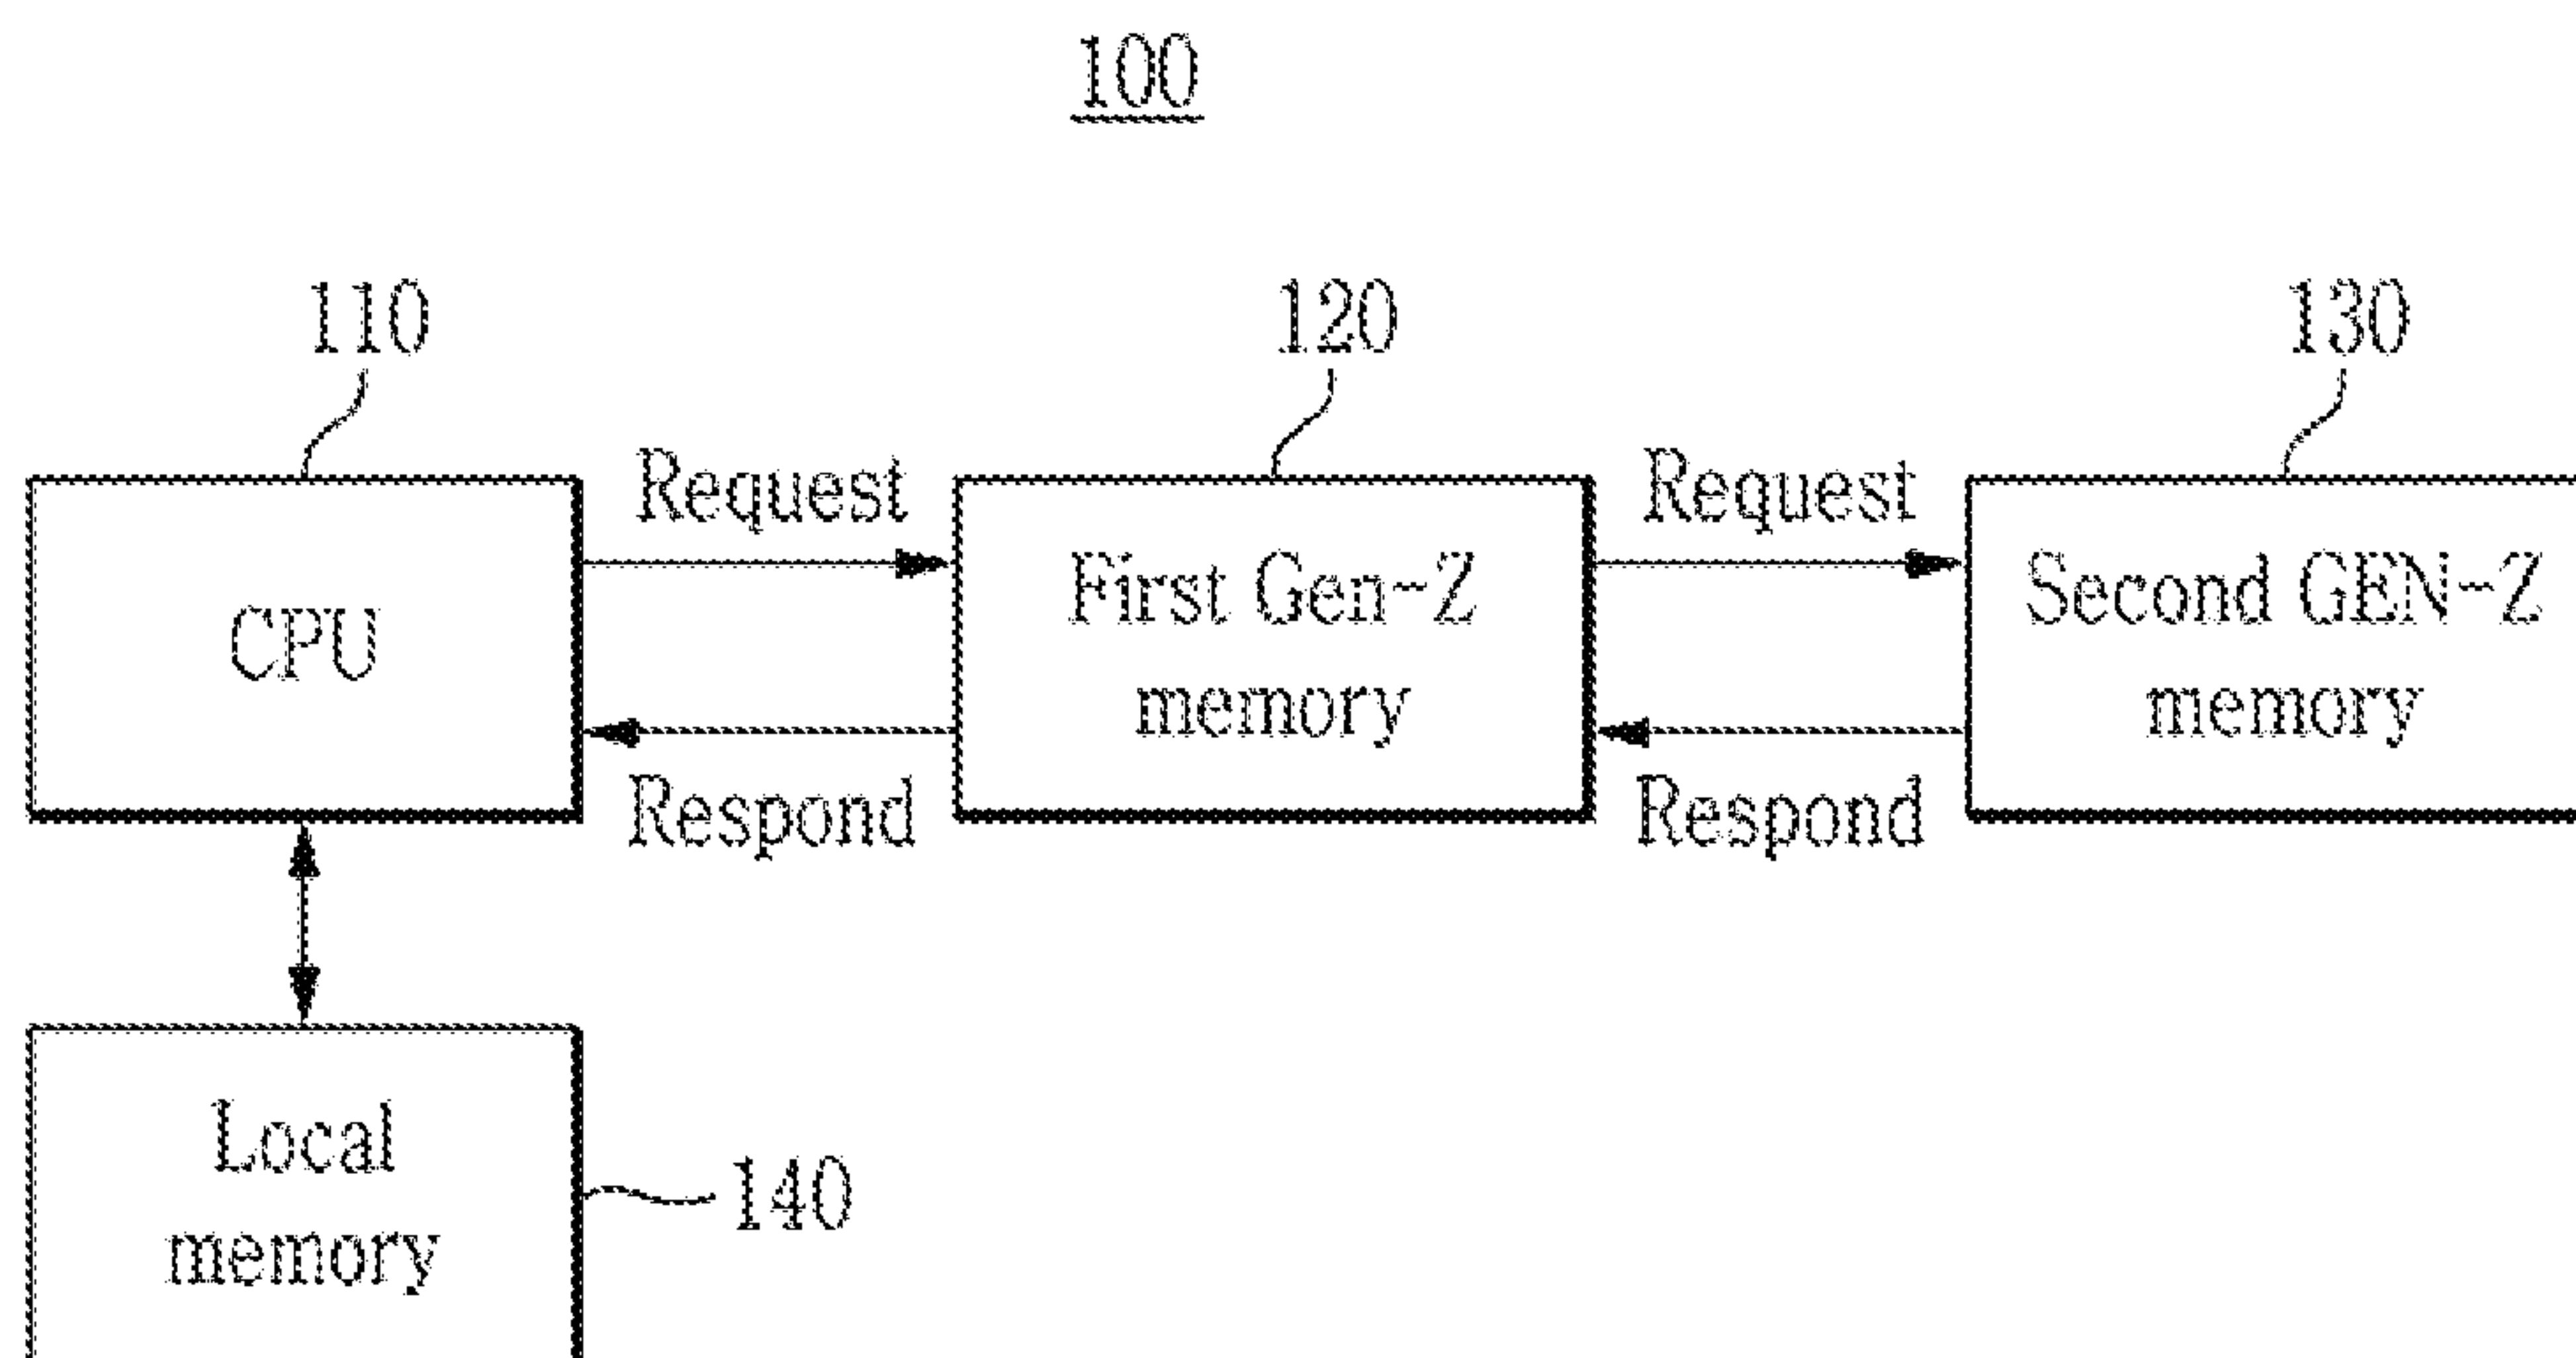 100
110
120
130
Request
Request
CPU
First Gen-Z
memory
Second GEN-Z
memory
Respond
Respond
Local
memory
140